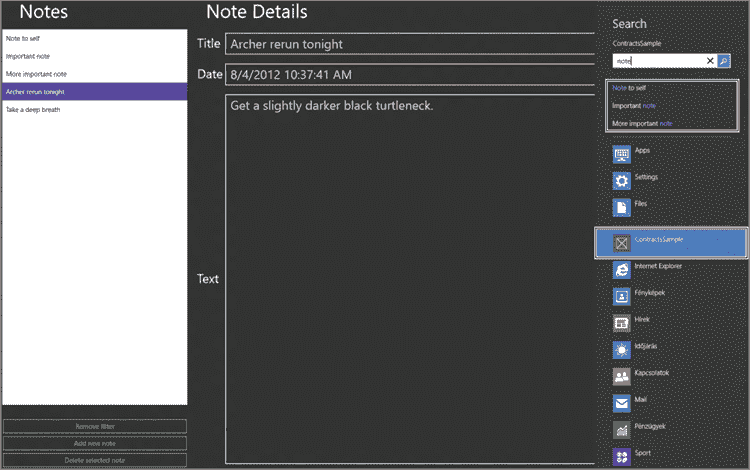 Notes
Note to self
Important note
More important note
Archer rerun tonight
Take a deep breath
Remove filter
Add new note
Delete selected note
Note Details
Title
Archer rerun tonight
Date
8/4/2012 10:37:41 AM
Text
Get a slightly darker black turtleneck.
Search
ContractsSample
note
Note to self
Important note
More important note
Apps
Settings
Files
ContractsSample
Internet Explorer
Fényképek
Hírek
Időjárás
Kapcsolatok
Mail
Pénzügyek
Sport